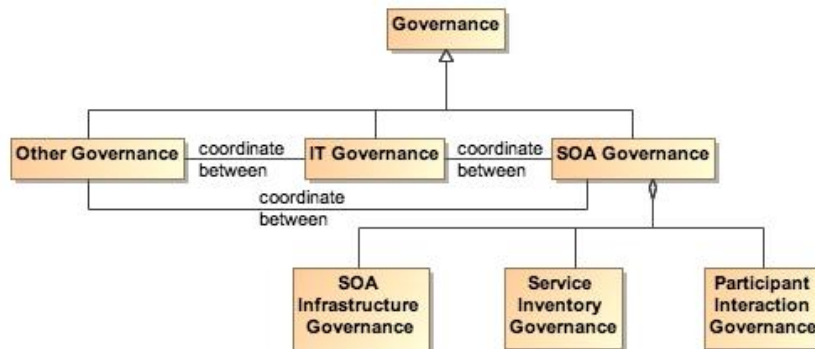 Governance
Other Governance
coordinate
between
IT Governance
coordinate
between
SOA Governance
coordinate
between
SOA
Infrastructure
Governance
Service
Inventory
Governance
Participant
Interaction
Governance